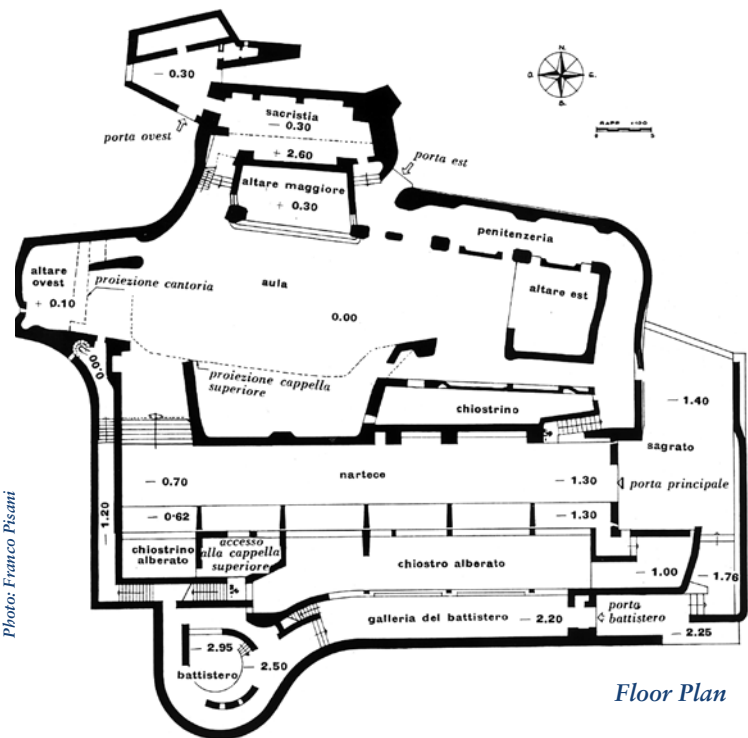 N.
O.
E.
S.
RAPP. 1:100
– 0.30
porta ovest
sacristia
– 0.30
+ 2.60
porta est
altare maggiore
+ 0.30
penitenzeria
altare
ovest
+ 0.10
proiezione cantoria
aula
0.00
altare est
proiezione cappella
superiore
0.00
chiostrino
– 1.40
sagrato
– 0.70
nartece
– 1.30
porta principale
– 1.20
– 0.62
– 1.30
chiostrino
alberato
accesso
alla cappella
superiore
chiostro alberato
– 1.00
– 1.76
galleria del battistero
– 2.20
porta
battistero
– 2.25
– 2.95
– 2.50
battistero
Photo: Franco Pisani
Floor Plan